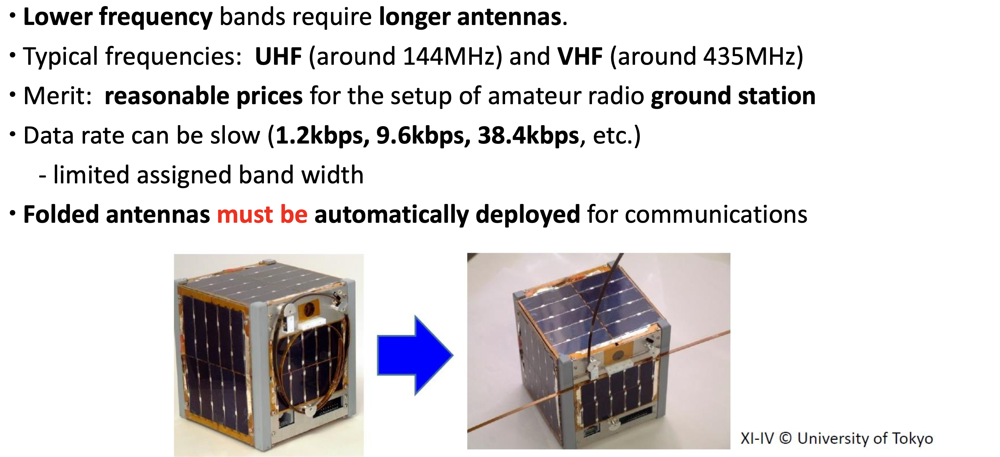 • Lower frequency bands require longer antennas.
• Typical frequencies: UHF (around 144MHz) and VHF (around 435MHz)
• Merit: reasonable prices for the setup of amateur radio ground station
• Data rate can be slow (1.2kbps, 9.6kbps, 38.4kbps, etc.)
- limited assigned band width
• Folded antennas must be automatically deployed for communications
XI-IV © University of Tokyo